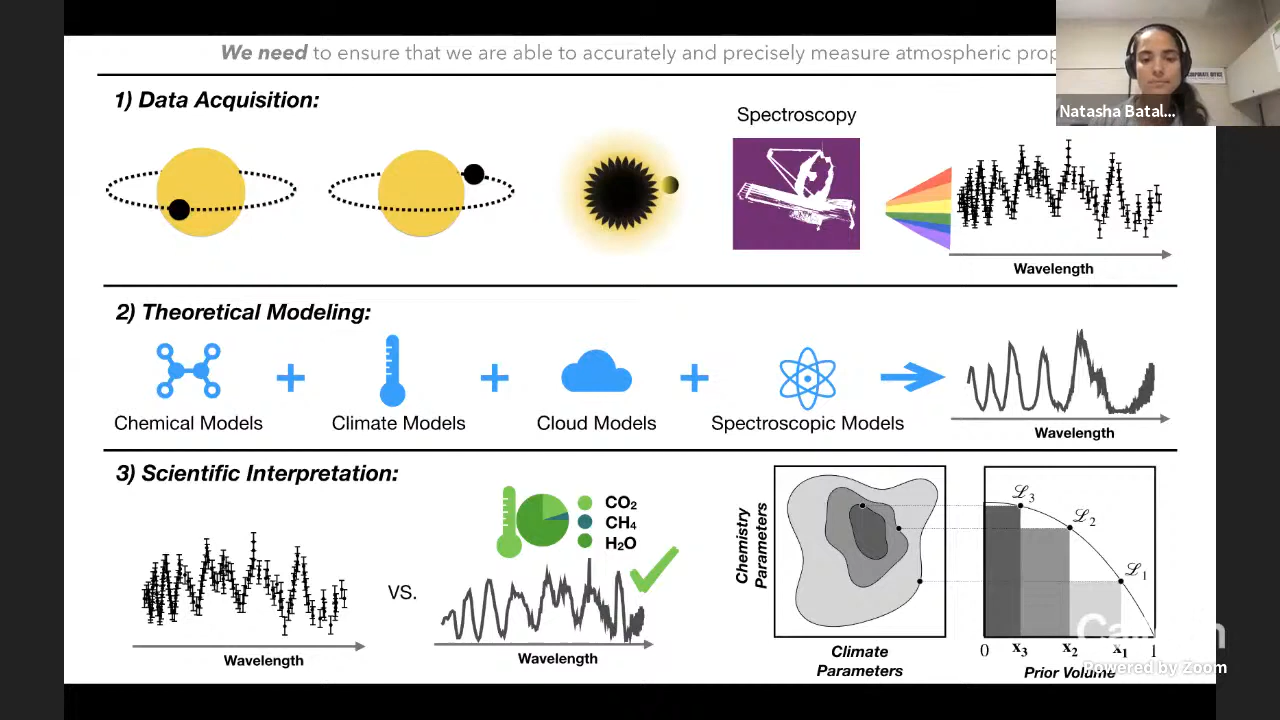 We need to ensure that we are able to accurately and precisely measure atmospheric prop
CORPORATE OFFICE
Natasha Batal...
1) Data Acquisition:
Spectroscopy
Wavelength
2) Theoretical Modeling:
+ + +
Chemical Models
Climate Models
Cloud Models
Spectroscopic Models
Wavelength
3) Scientific Interpretation:
CO₂
CH₄
H₂O
VS.
Wavelength
Wavelength
Chemistry
Parameters
Climate
Parameters
ℒ₃
ℒ₂
ℒ₁
0 x₃ x₂ x₁ 1
Prior Volume
Powered by Zoom